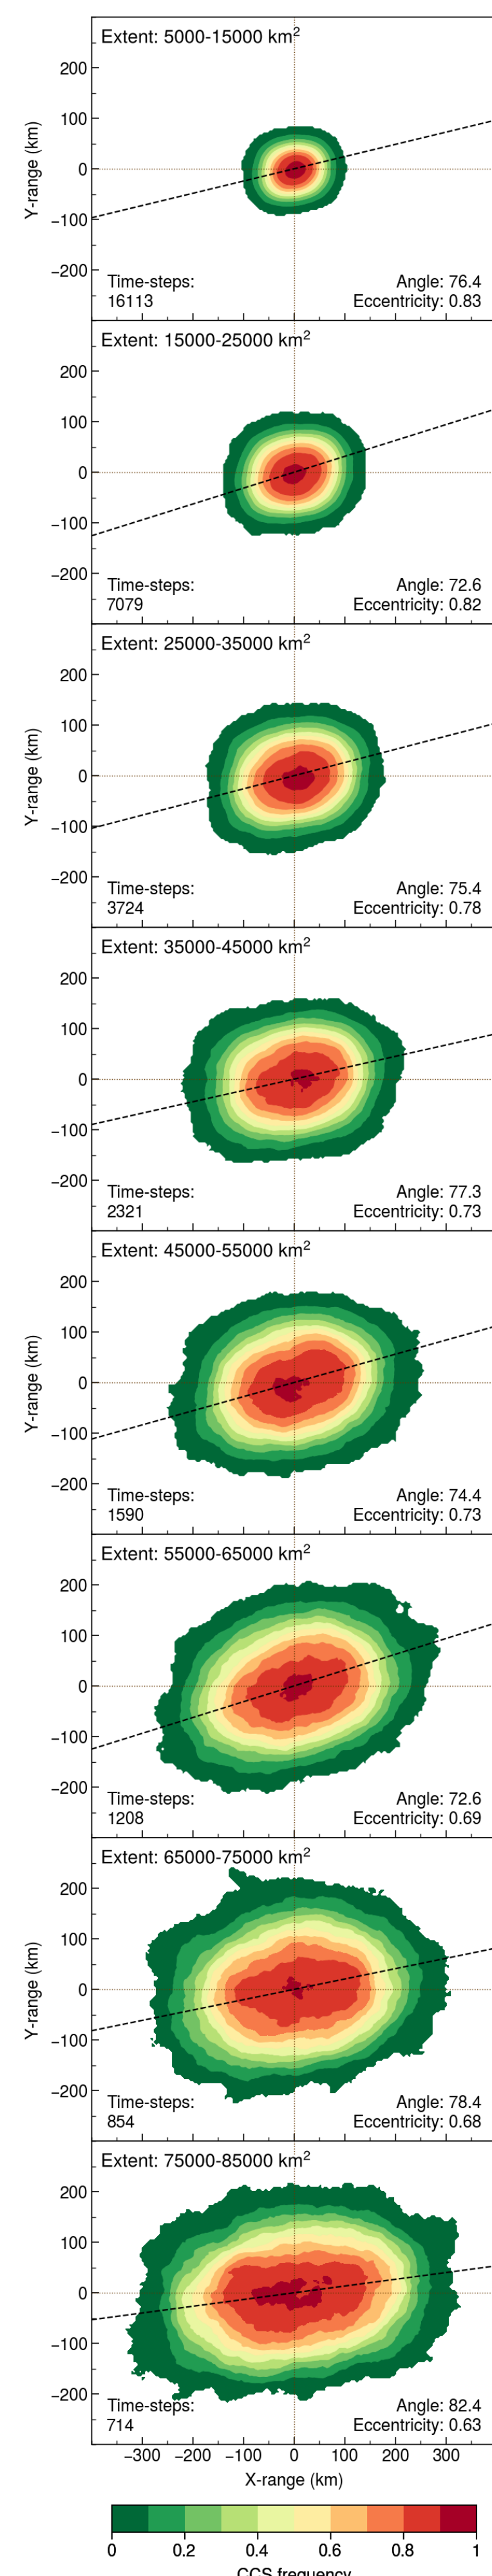 Extent: 5000-15000 km²
200
100
0
−100
−200
Y-range (km)
Time-steps:
16113
Angle: 76.4
Eccentricity: 0.83
Extent: 15000-25000 km²
200
100
0
−100
−200
Time-steps:
7079
Angle: 72.6
Eccentricity: 0.82
Extent: 25000-35000 km²
200
100
0
−100
−200
Y-range (km)
Time-steps:
3724
Angle: 75.4
Eccentricity: 0.78
Extent: 35000-45000 km²
200
100
0
−100
−200
Time-steps:
2321
Angle: 77.3
Eccentricity: 0.73
Extent: 45000-55000 km²
200
100
0
−100
−200
Y-range (km)
Time-steps:
1590
Angle: 74.4
Eccentricity: 0.73
Extent: 55000-65000 km²
200
100
0
−100
−200
Time-steps:
1208
Angle: 72.6
Eccentricity: 0.69
Extent: 65000-75000 km²
200
100
0
−100
−200
Y-range (km)
Time-steps:
854
Angle: 78.4
Eccentricity: 0.68
Extent: 75000-85000 km²
200
100
0
−100
−200
Time-steps:
714
Angle: 82.4
Eccentricity: 0.63
−300 −200 −100 0 100 200 300
X-range (km)
0 0.2 0.4 0.6 0.8 1
CCS frequency